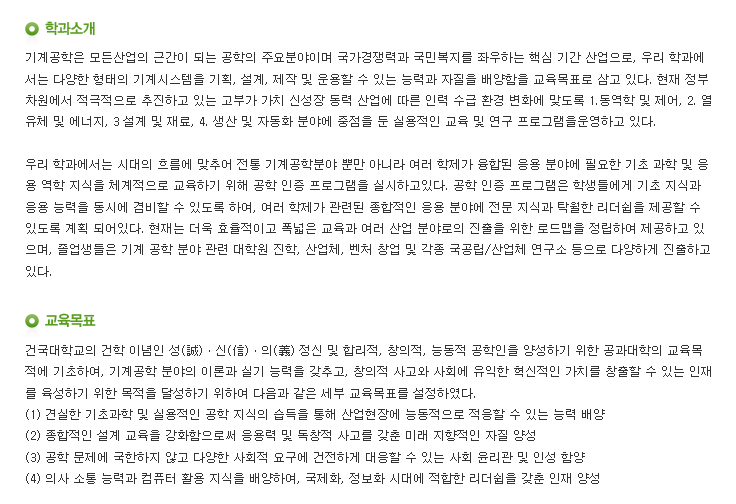 학과소개
기계공학은 모든산업의 근간이 되는 공학의 주요분야이며 국가경쟁력과 국민복지를 좌우하는 핵심 기간 산업으로, 우리 학과에
서는 다양한 형태의 기계시스템을 기획, 설계, 제작 및 운용할 수 있는 능력과 자질을 배양함을 교육목표로 삼고 있다. 현재 정부
차원에서 적극적으로 추진하고 있는 고부가 가치 신성장 동력 산업에 따른 인력 수급 환경 변화에 맞도록 1.동역학 및 제어, 2. 열
유체 및 에너지, 3설계 및 재료, 4. 생산 및 자동화 분야에 중점을 둔 실용적인 교육 및 연구 프로그램을운영하고 있다.
우리 학과에서는 시대의 흐름에 맞추어 전통 기계공학분야 뿐만 아니라 여러 학제가 융합된 응용 분야에 필요한 기초 과학 및 응
용 역학 지식을 체계적으로 교육하기 위해 공학 인증 프로그램을 실시하고있다. 공학 인증 프로그램은 학생들에게 기초 지식과
응용 능력을 동시에 겸비할 수 있도록 하여, 여러 학제가 관련된 종합적인 응용 분야에 전문 지식과 탁월한 리더쉽을 제공할 수
있도록 계획 되어있다. 현재는 더욱 효율적이고 폭넓은 교육과 여러 산업 분야로의 진출을 위한 로드맵을 정립하여 제공하고 있
으며, 졸업생들은 기계 공학 분야 관련 대학원 진학, 산업체, 벤처 창업 및 각종 국공립/산업체 연구소 등으로 다양하게 진출하고
있다.
교육목표
건국대학교의 건학 이념인 성(誠)·신(信)·의(義) 정신 및 합리적, 창의적, 능동적 공학인을 양성하기 위한 공과대학의 교육목
적에 기초하여, 기계공학 분야의 이론과 실기 능력을 갖추고, 창의적 사고와 사회에 유익한 혁신적인 가치를 창출할 수 있는 인재
를 육성하기 위한 목적을 달성하기 위하여 다음과 같은 세부 교육목표를 설정하였다.
(1) 견실한 기초과학 및 실용적인 공학 지식의 습득을 통해 산업현장에 능동적으로 적응할 수 있는 능력 배양
(2) 종합적인 설계 교육을 강화함으로써 응용력 및 독창적 사고를 갖춘 미래 지향적인 자질 양성
(3) 공학 문제에 국한하지 않고 다양한 사회적 요구에 건전하게 대응할 수 있는 사회 윤리관 및 인성 함양
(4) 의사 소통 능력과 컴퓨터 활용 지식을 배양하여, 국제화, 정보화 시대에 적합한 리더쉽을 갖춘 인재 양성